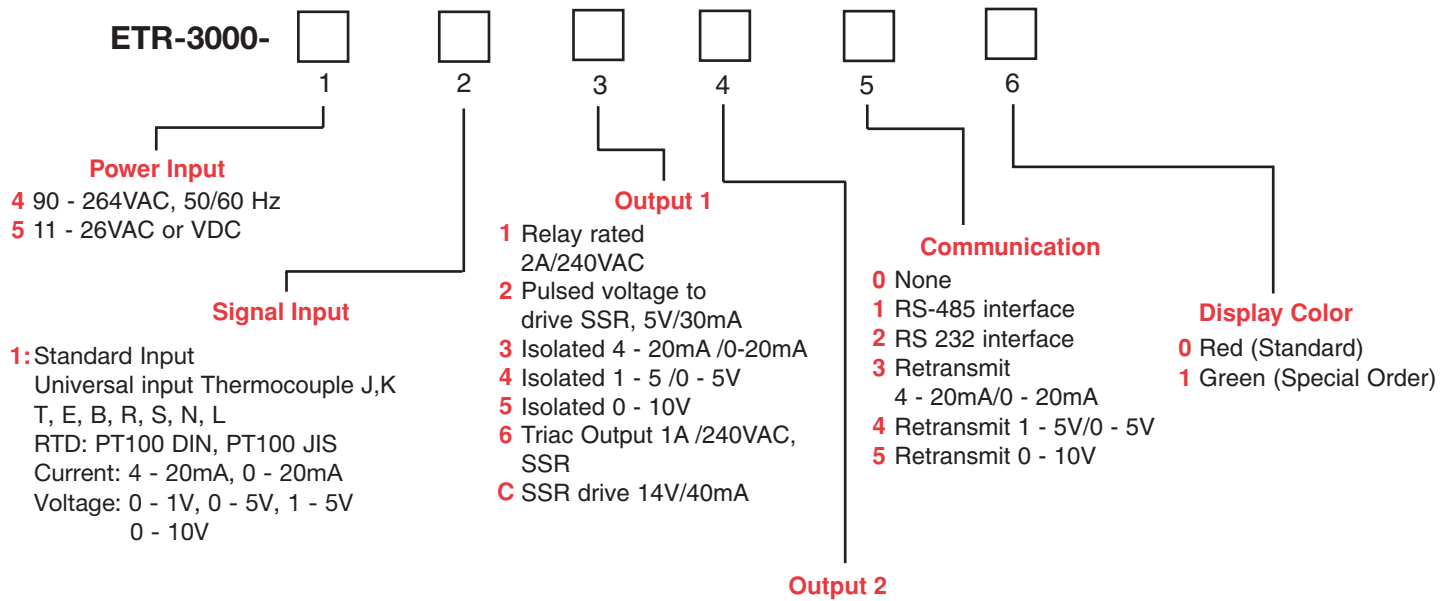 ETR-3000-
1 2 3 4 5 6
Power Input
4 90 - 264VAC, 50/60 Hz
5 11 - 26VAC or VDC
Signal Input
1: Standard Input
Universal input Thermocouple J,K
T, E, B, R, S, N, L
RTD: PT100 DIN, PT100 JIS
Current: 4 - 20mA, 0 - 20mA
Voltage: 0 - 1V, 0 - 5V, 1 - 5V
0 - 10V
Output 1
1 Relay rated
2A/240VAC
2 Pulsed voltage to
drive SSR, 5V/30mA
3 Isolated 4 - 20mA /0-20mA
4 Isolated 1 - 5 /0 - 5V
5 Isolated 0 - 10V
6 Triac Output 1A /240VAC,
SSR
C SSR drive 14V/40mA
Output 2
Communication
0 None
1 RS-485 interface
2 RS 232 interface
3 Retransmit
4 - 20mA/0 - 20mA
4 Retransmit 1 - 5V/0 - 5V
5 Retransmit 0 - 10V
Display Color
0 Red (Standard)
1 Green (Special Order)